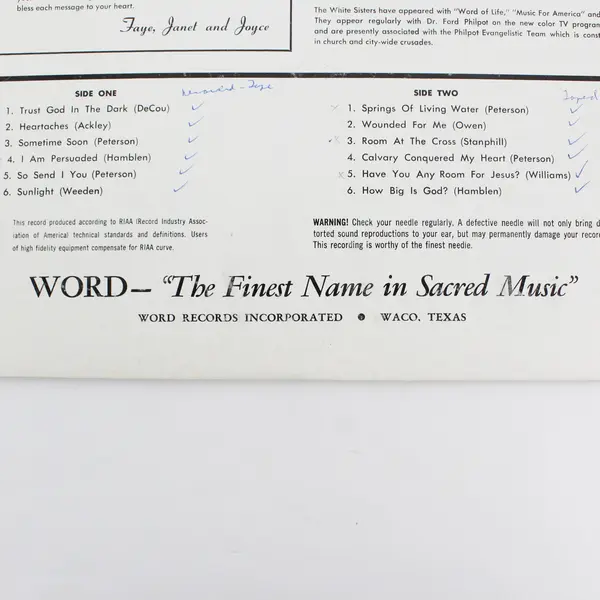 bless each message to your heart.
Faye, Janet and Joyce
The White Sisters have appeared with "Word of Life," "Music For America" and
They appear regularly with Dr. Ford Philpot on the new color TV program
and are presently associated with the Philpot Evangelistic Team which is const
in church and city-wide crusades.
SIDE ONE
1. Trust God In The Dark (DeCou)
2. Heartaches (Ackley)
3. Sometime Soon (Peterson)
4. I Am Persuaded (Hamblen)
5. So Send I You (Peterson)
6. Sunlight (Weeden)
SIDE TWO Taped
1. Springs Of Living Water (Peterson)
2. Wounded For Me (Owen)
3. Room At The Cross (Stanphill)
4. Calvary Conquered My Heart (Peterson)
5. Have You Any Room For Jesus? (Williams)
6. How Big Is God? (Hamblen)
This record produced according to RIAA (Record Industry Assoc-
iation of America) technical standards and definitions. Users
of high fidelity equipment compensate for RIAA curve.
WARNING! Check your needle regularly. A defective needle will not only bring d
torted sound reproductions to your ear, but may permanently damage your recor
This recording is worthy of the finest needle.
WORD— "The Finest Name in Sacred Music"
WORD RECORDS INCORPORATED ● WACO, TEXAS